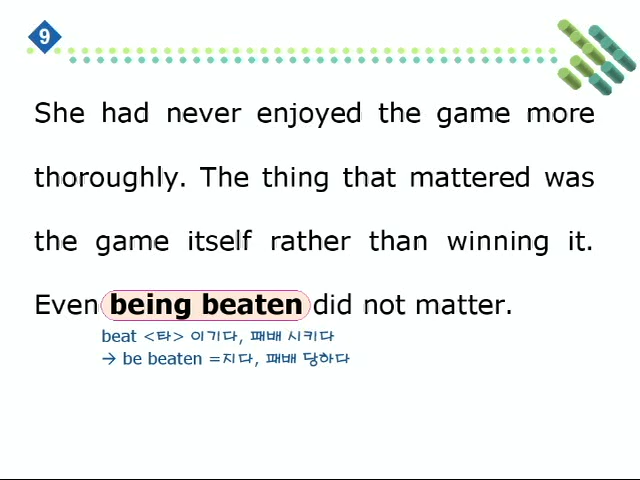 9
She had never enjoyed the game more
thoroughly. The thing that mattered was
the game itself rather than winning it.
Even being beaten did not matter.
beat <타> 이기다, 패배 시키다
→ be beaten =지다, 패배 당하다